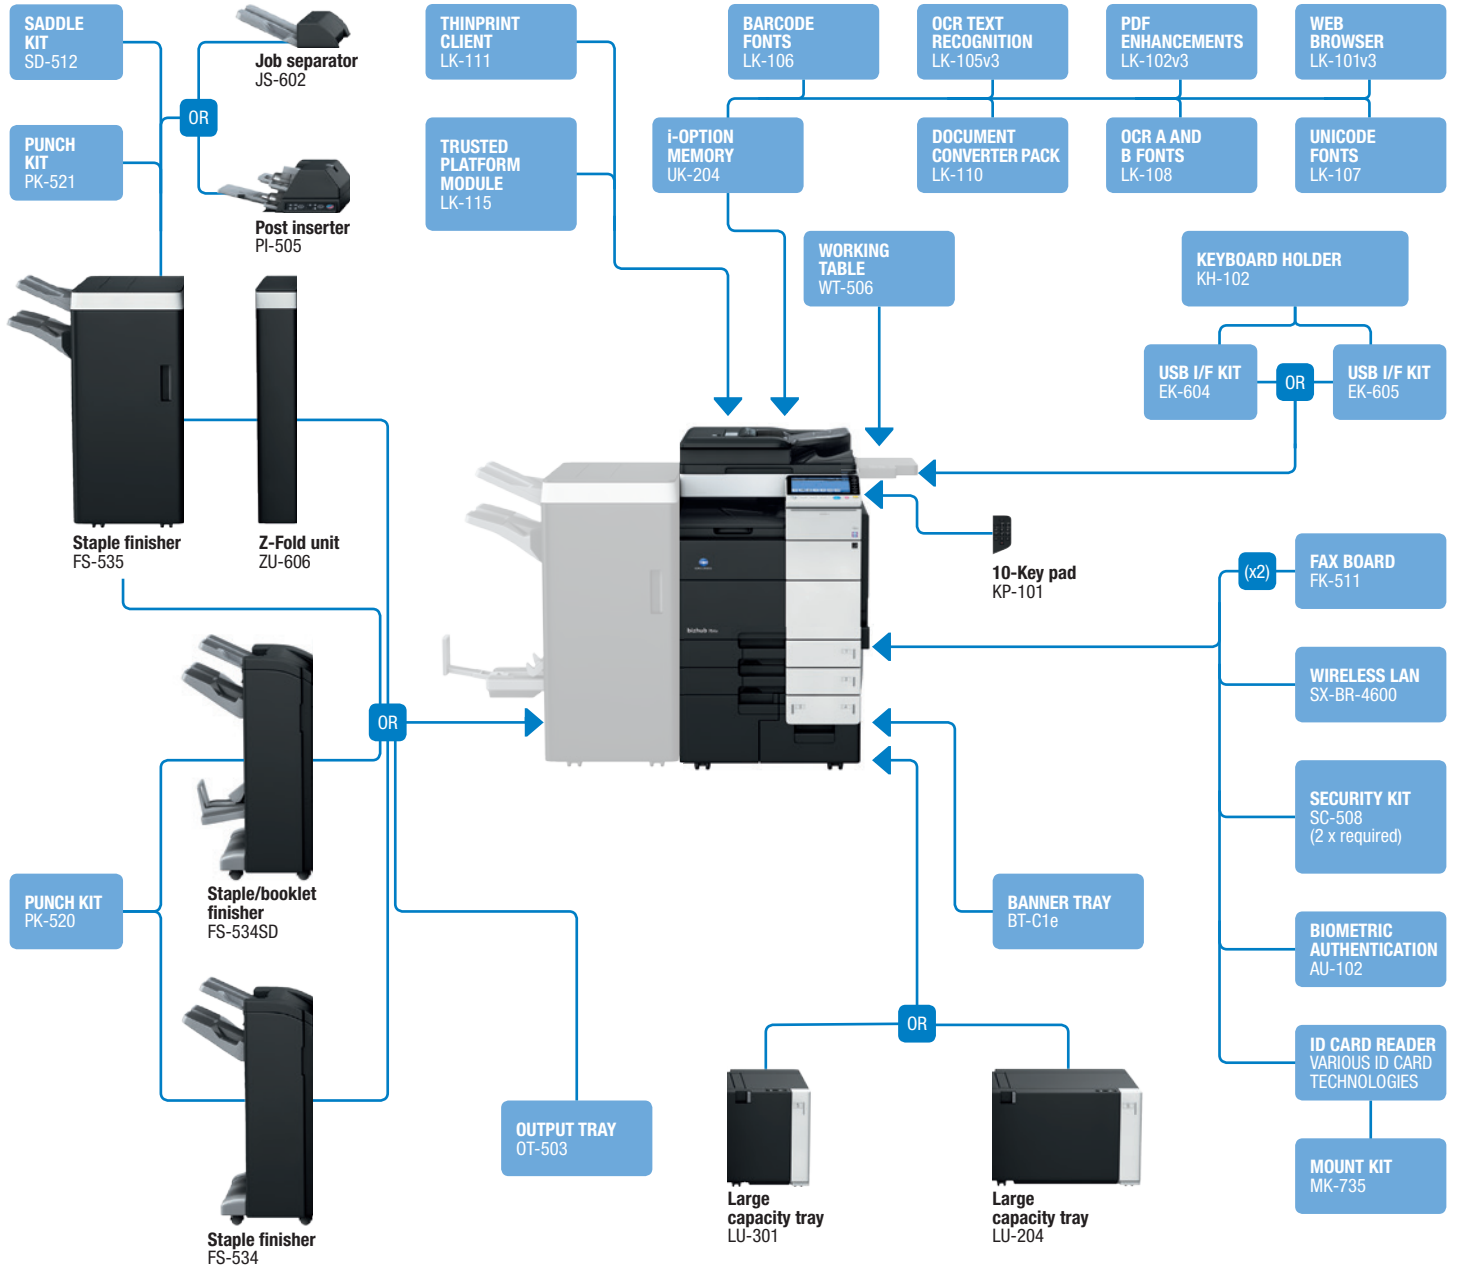 SADDLE
KIT
SD-512
Job separator
JS-602
OR
PUNCH
KIT
PK-521
Post inserter
PI-505
THINPRINT
CLIENT
LK-111
TRUSTED
PLATFORM
MODULE
LK-115
BARCODE
FONTS
LK-106
OCR TEXT
RECOGNITION
LK-105v3
PDF
ENHANCEMENTS
LK-102v3
WEB
BROWSER
LK-101v3
i-OPTION
MEMORY
UK-204
DOCUMENT
CONVERTER PACK
LK-110
OCR A AND
B FONTS
LK-108
UNICODE
FONTS
LK-107
WORKING
TABLE
WT-506
KEYBOARD HOLDER
KH-102
USB I/F KIT
EK-604
OR
USB I/F KIT
EK-605
Staple finisher
FS-535
Z-Fold unit
ZU-606
10-Key pad
KP-101
(x2)
FAX BOARD
FK-511
bizhub
WIRELESS LAN
SX-BR-4600
OR
SECURITY KIT
SC-508
(2 x required)
Staple/booklet
finisher
FS-534SD
PUNCH KIT
PK-520
BANNER TRAY
BT-C1e
BIOMETRIC
AUTHENTICATION
AU-102
OR
ID CARD READER
VARIOUS ID CARD
TECHNOLOGIES
OUTPUT TRAY
OT-503
MOUNT KIT
MK-735
Large
capacity tray
LU-301
Large
capacity tray
LU-204
Staple finisher
FS-534